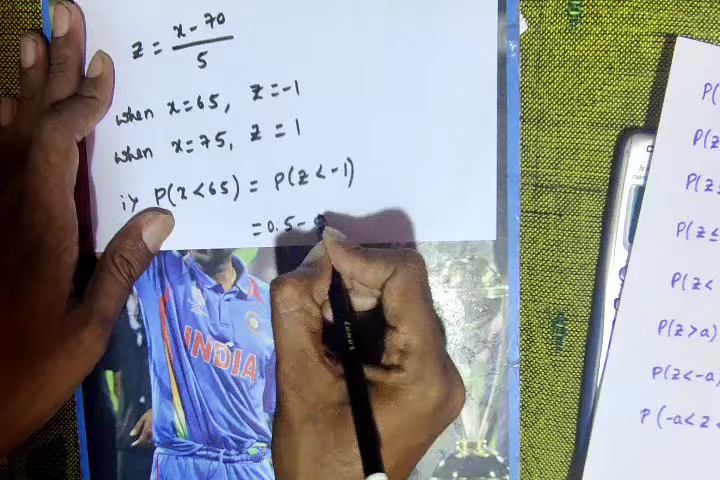 z = x - 70 / 5
when x = 65, z = -1
when x = 75, z = 1
i) P(x < 65) = P(z < -1)
= 0.5 -
INDIA
P(
P(z
P(z ≤
P(z ≤
P(z <
P(z > a)
P(z < -a)
P(-a < z <